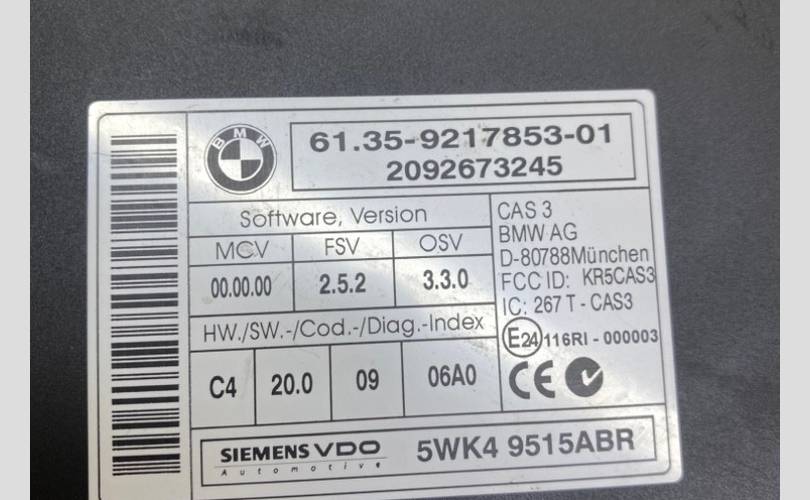 BMW
61.35-9217853-01
2092673245
Software, Version
MCV FSV OSV
00.00.00 2.5.2 3.3.0
HW./SW.-/Cod.-/Diag.-Index
C4 20.0 09 06A0
CAS 3
BMW AG
D-80788München
FCC ID: KR5CAS3
IC: 267 T - CAS3
E24 116RI - 000003
CE
SIEMENS VDO
Automotive
5WK4 9515ABR